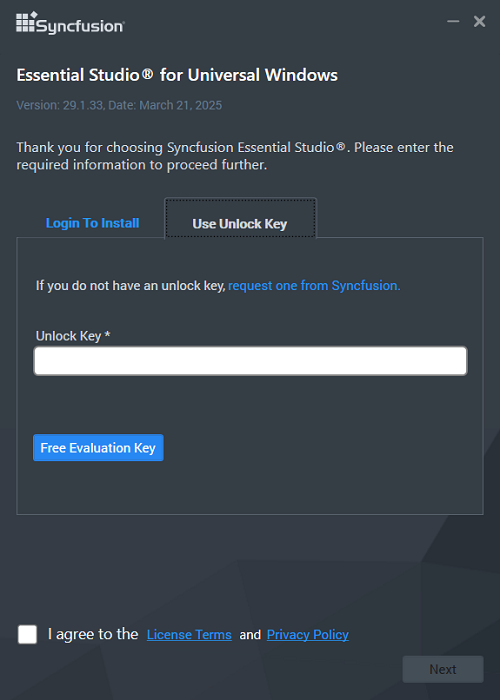 Syncfusion®
Essential Studio® for Universal Windows
Version: 29.1.33, Date: March 21, 2025
Thank you for choosing Syncfusion Essential Studio®. Please enter the
required information to proceed further.
Login To Install
Use Unlock Key
If you do not have an unlock key, request one from Syncfusion.
Unlock Key *
Free Evaluation Key
I agree to the License Terms and Privacy Policy
Next